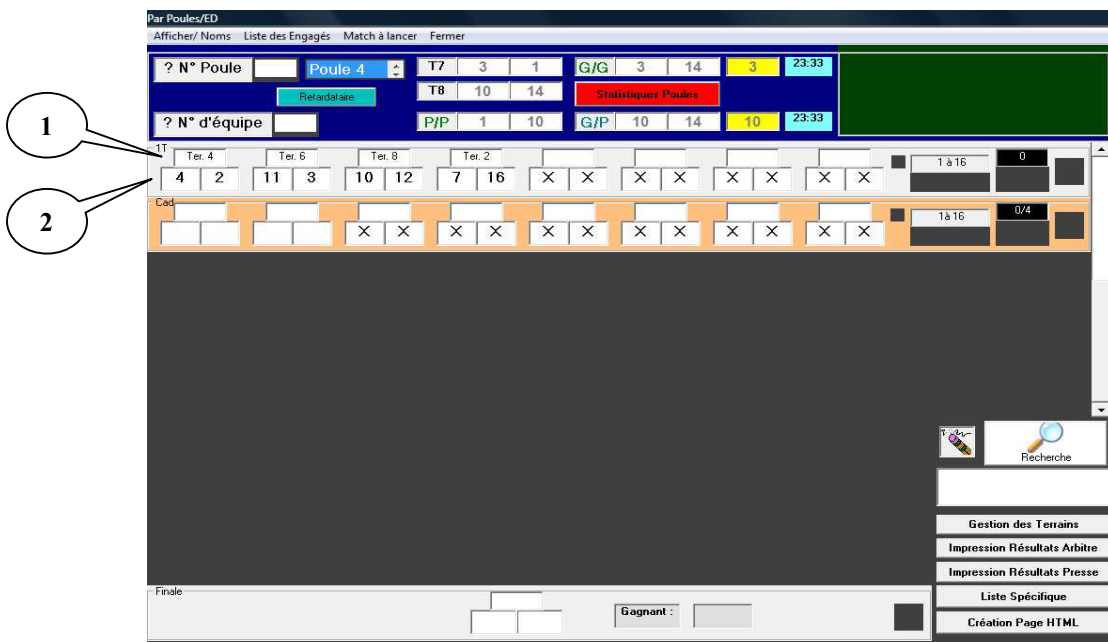 Par Poules/ED
Afficher/ Noms Liste des Engagés Match à lancer Fermer
? N° Poule Poule 4 T7 3 1 G/G 3 14 3 23:33
Retardataire T8 10 14 Statistiques Poules
? N° d'équipe P/P 1 10 G/P 10 14 10 23:33
1
1T Ter. 4 Ter. 6 Ter. 8 Ter. 2 1 à 16 0
4 2 11 3 10 12 7 16 X X X X X X X X
2
Cad 1à 16 0/4
X X X X X X X X X X X X
Recherche
Gestion des Terrains
Impression Résultats Arbitre
Impression Résultats Presse
Finale
Liste Spécifique
Gagnant :
Création Page HTML